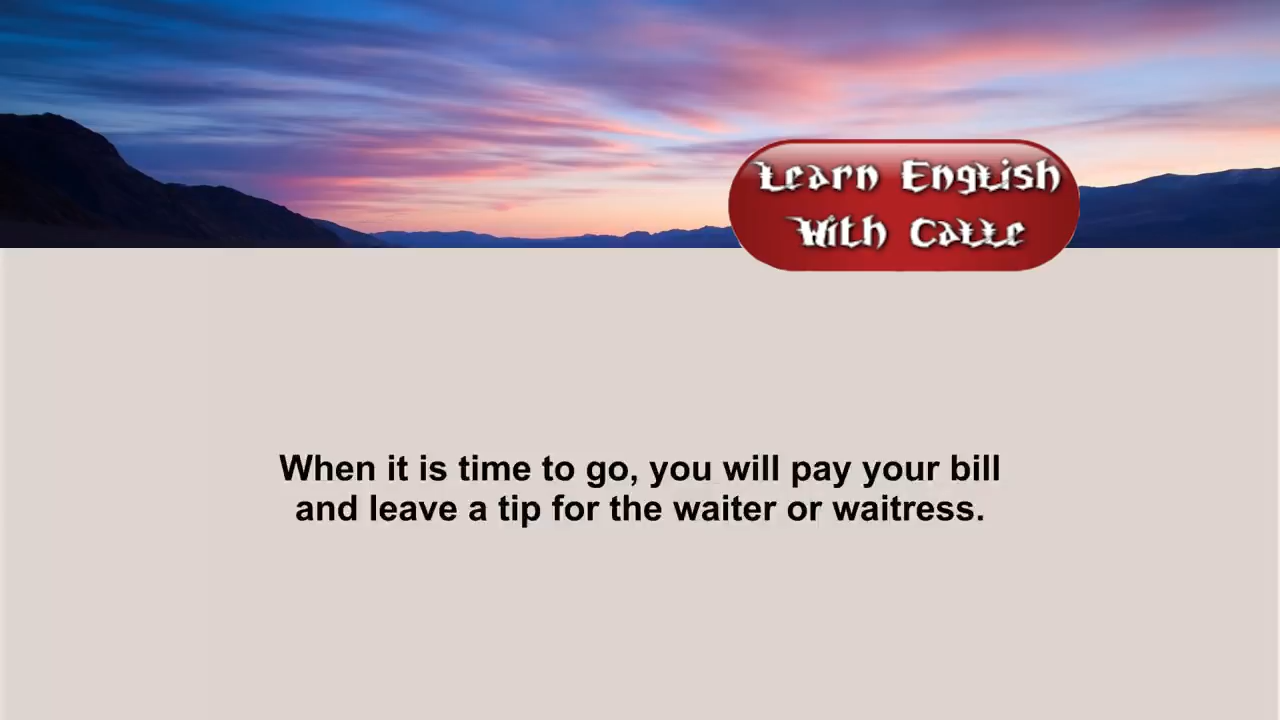 Learn English
With Calle
When it is time to go, you will pay your bill
and leave a tip for the waiter or waitress.